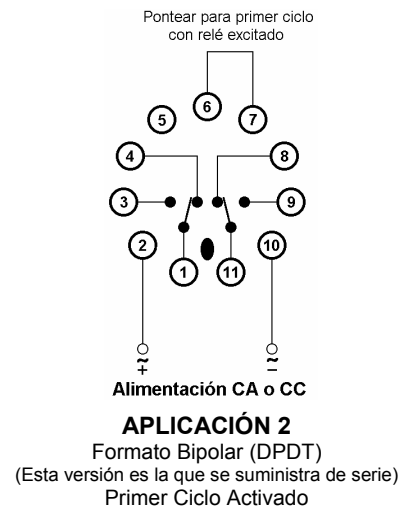 Pontear para primer ciclo
con relé excitado
6
5
7
4
8
3
9
2
10
1
11
~
+
~
−
Alimentación CA o CC
APLICACIÓN 2
Formato Bipolar (DPDT)
(Esta versión es la que se suministra de serie)
Primer Ciclo Activado